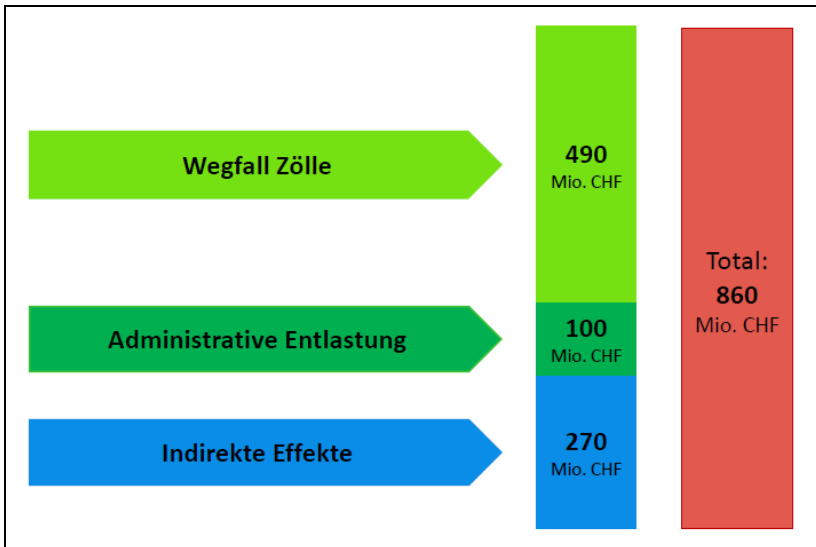 Wegfall Zölle
490
Mio. CHF
Administrative Entlastung
100
Mio. CHF
Indirekte Effekte
270
Mio. CHF
Total:
860
Mio. CHF